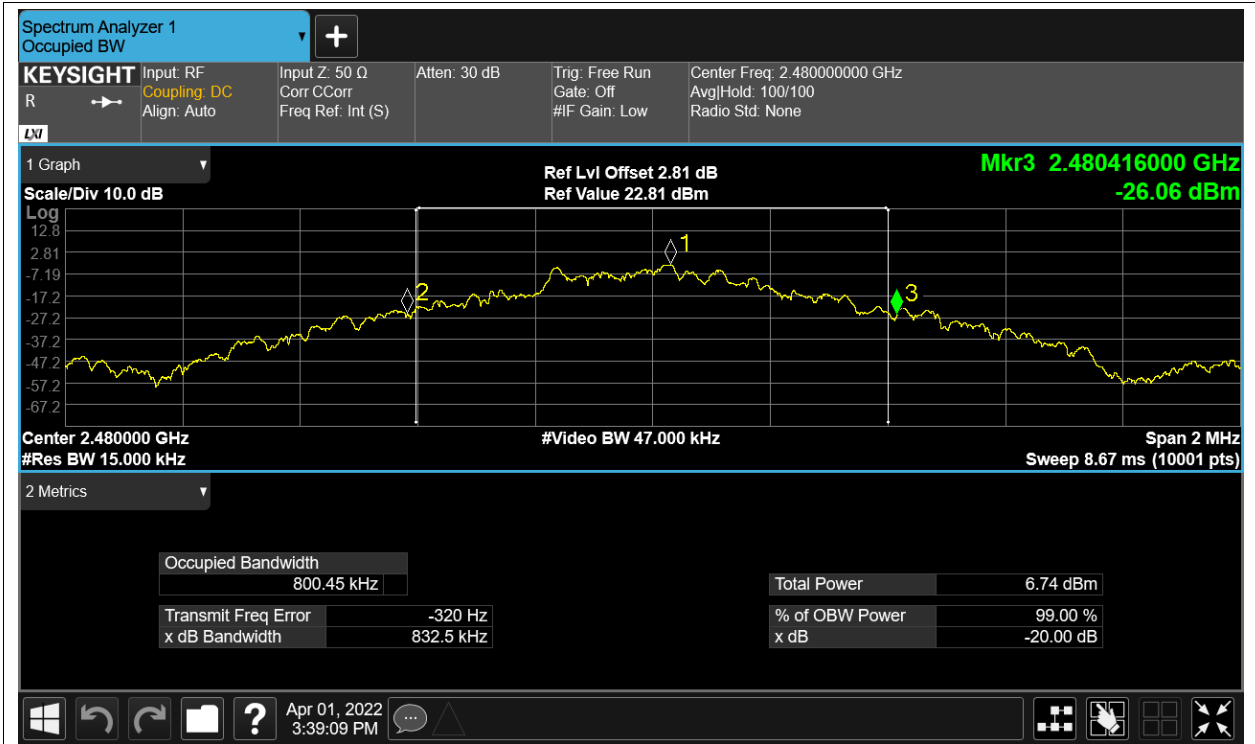 Spectrum Analyzer 1
Occupied BW
+
KEYSIGHT
R
LXI
Input: RF
Coupling: DC
Align: Auto
Input Z: 50 Ω
Corr CCorr
Freq Ref: Int (S)
Atten: 30 dB
Trig: Free Run
Gate: Off
#IF Gain: Low
Center Freq: 2.480000000 GHz
Avg|Hold: 100/100
Radio Std: None
1 Graph
Scale/Div 10.0 dB
Ref Lvl Offset 2.81 dB
Ref Value 22.81 dBm
Mkr3 2.480416000 GHz
-26.06 dBm
Log
12.8
2.81
-7.19
-17.2
-27.2
-37.2
-47.2
-57.2
-67.2
1
2
3
Center 2.480000 GHz
#Res BW 15.000 kHz
#Video BW 47.000 kHz
Span 2 MHz
Sweep 8.67 ms (10001 pts)
2 Metrics
Occupied Bandwidth
800.45 kHz
Transmit Freq Error -320 Hz
x dB Bandwidth 832.5 kHz
Total Power 6.74 dBm
% of OBW Power 99.00 %
x dB -20.00 dB
?
Apr 01, 2022
3:39:09 PM